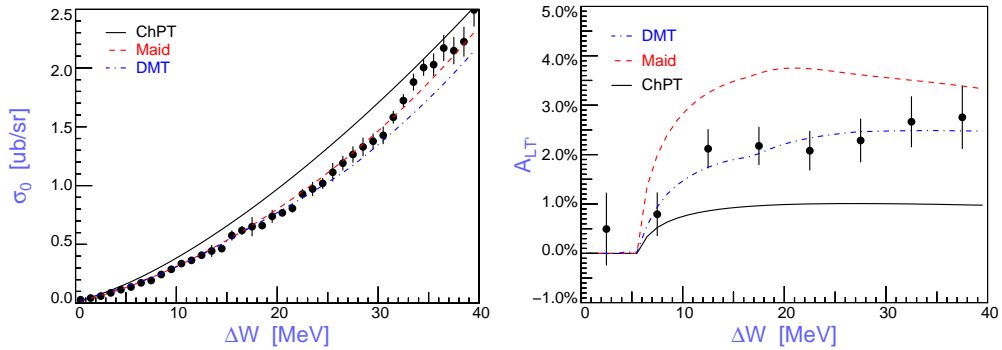 2.5
2.0
1.5
1.0
0.5
0.0
0
10
20
30
40
σ0 [ub/sr]
ΔW [MeV]
ChPT
Maid
DMT
5.0%
4.0%
3.0%
2.0%
1.0%
0.0%
−1.0%
0
10
20
30
40
ALT'
ΔW [MeV]
DMT
Maid
ChPT